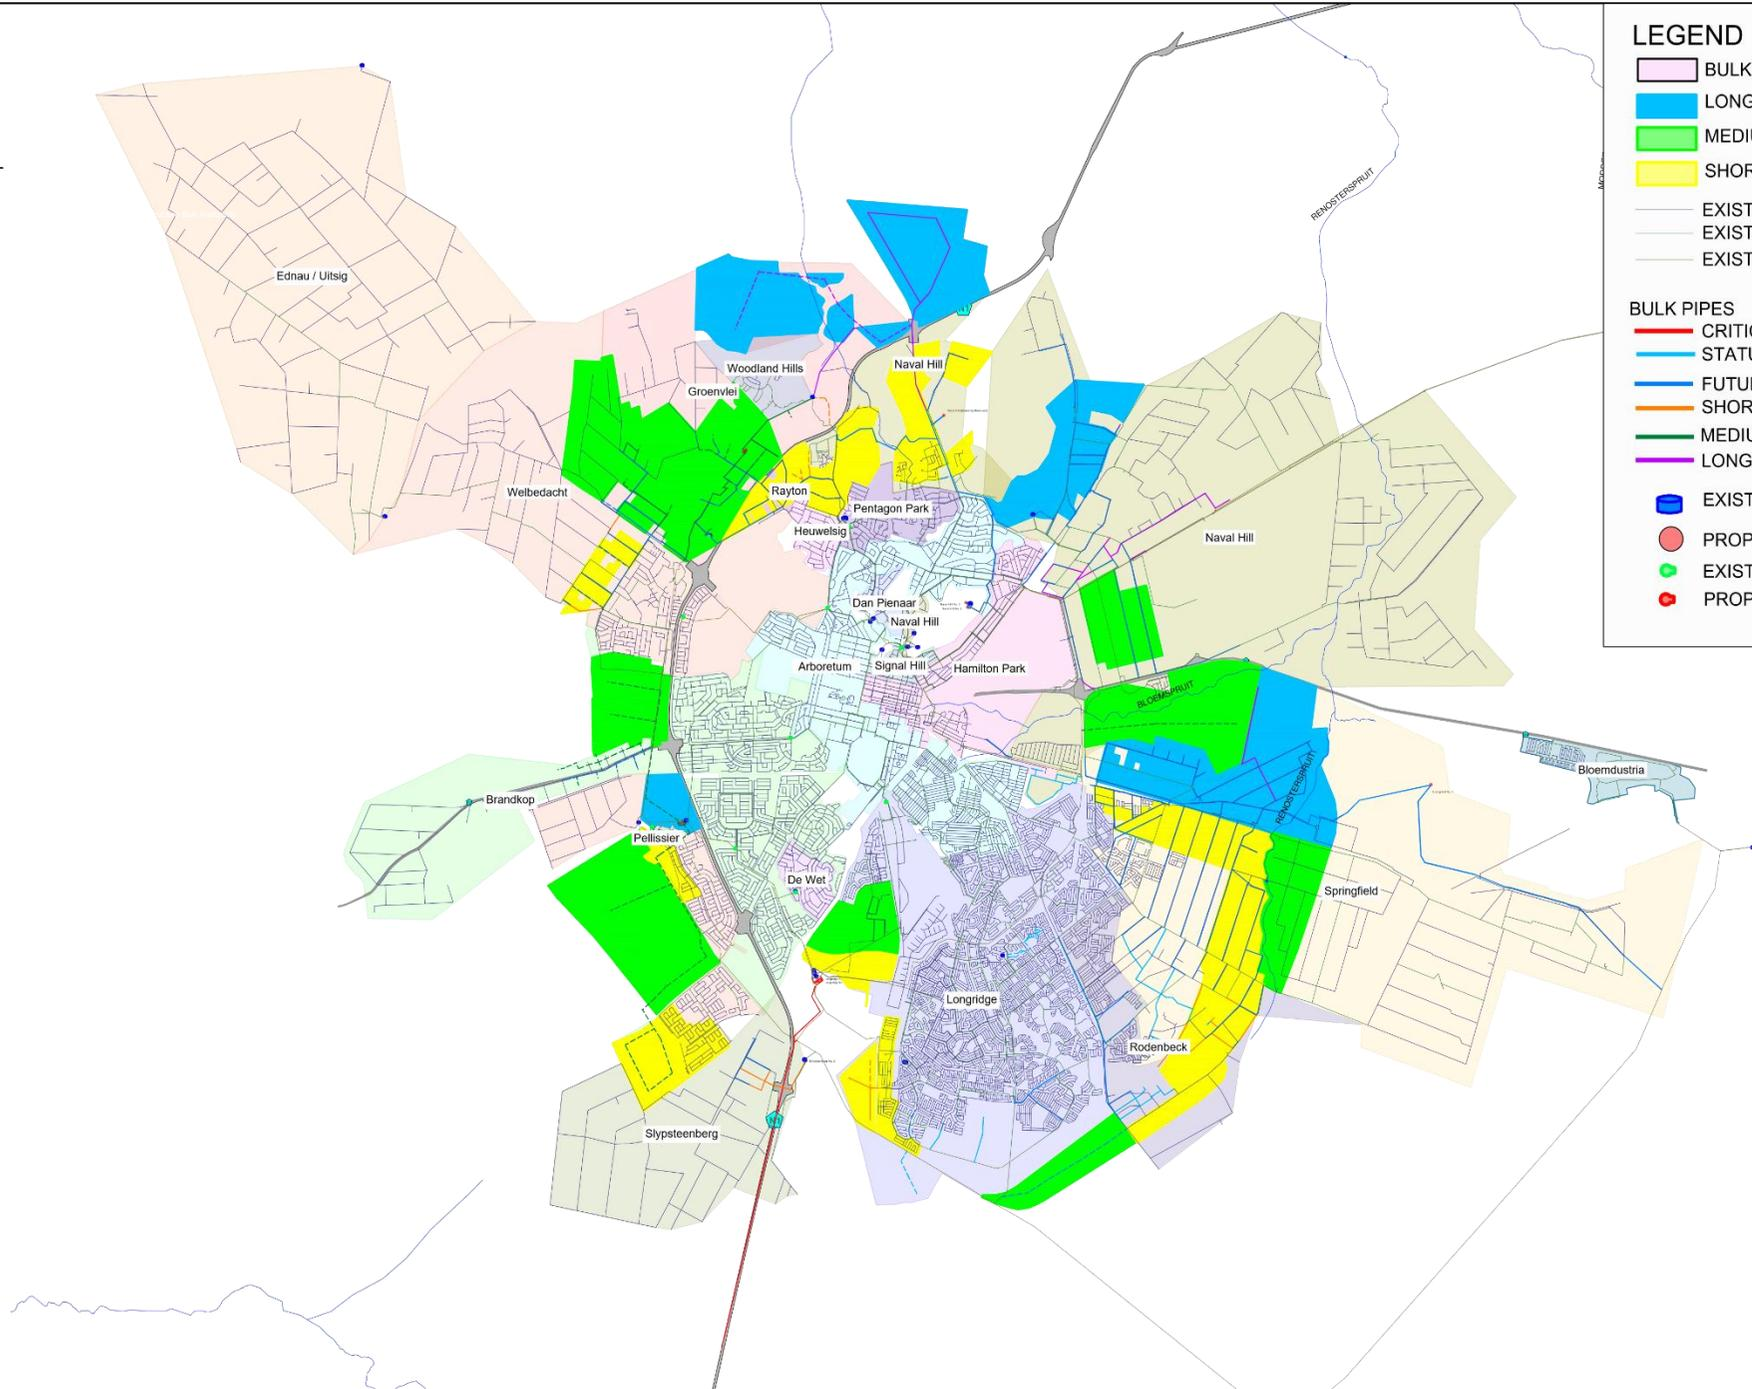 LEGEND
BULK
LONG
MEDIU
SHOR
EXIST
EXIST
EXIST
BULK PIPES
CRITIC
STATU
FUTUR
SHOR
MEDIU
LONG
EXIST
PROP
EXIST
PROP
RENOSTERSPRUIT
Ednau / Uitsig
Woodland Hills
Naval Hill
Groenvlei
Welbedacht
Rayton
Pentagon Park
Heuwelsig
Naval Hill
Dan Pienaar
Naval Hill
Arboretum
Signal Hill
Hamilton Park
BLOEMSPRUIT
Bloemdustria
RENOSTERSPRUIT
Brandkop
Pellissier
De Wet
Springfield
Longridge
Rodenbeck
Slypsteenberg
N1